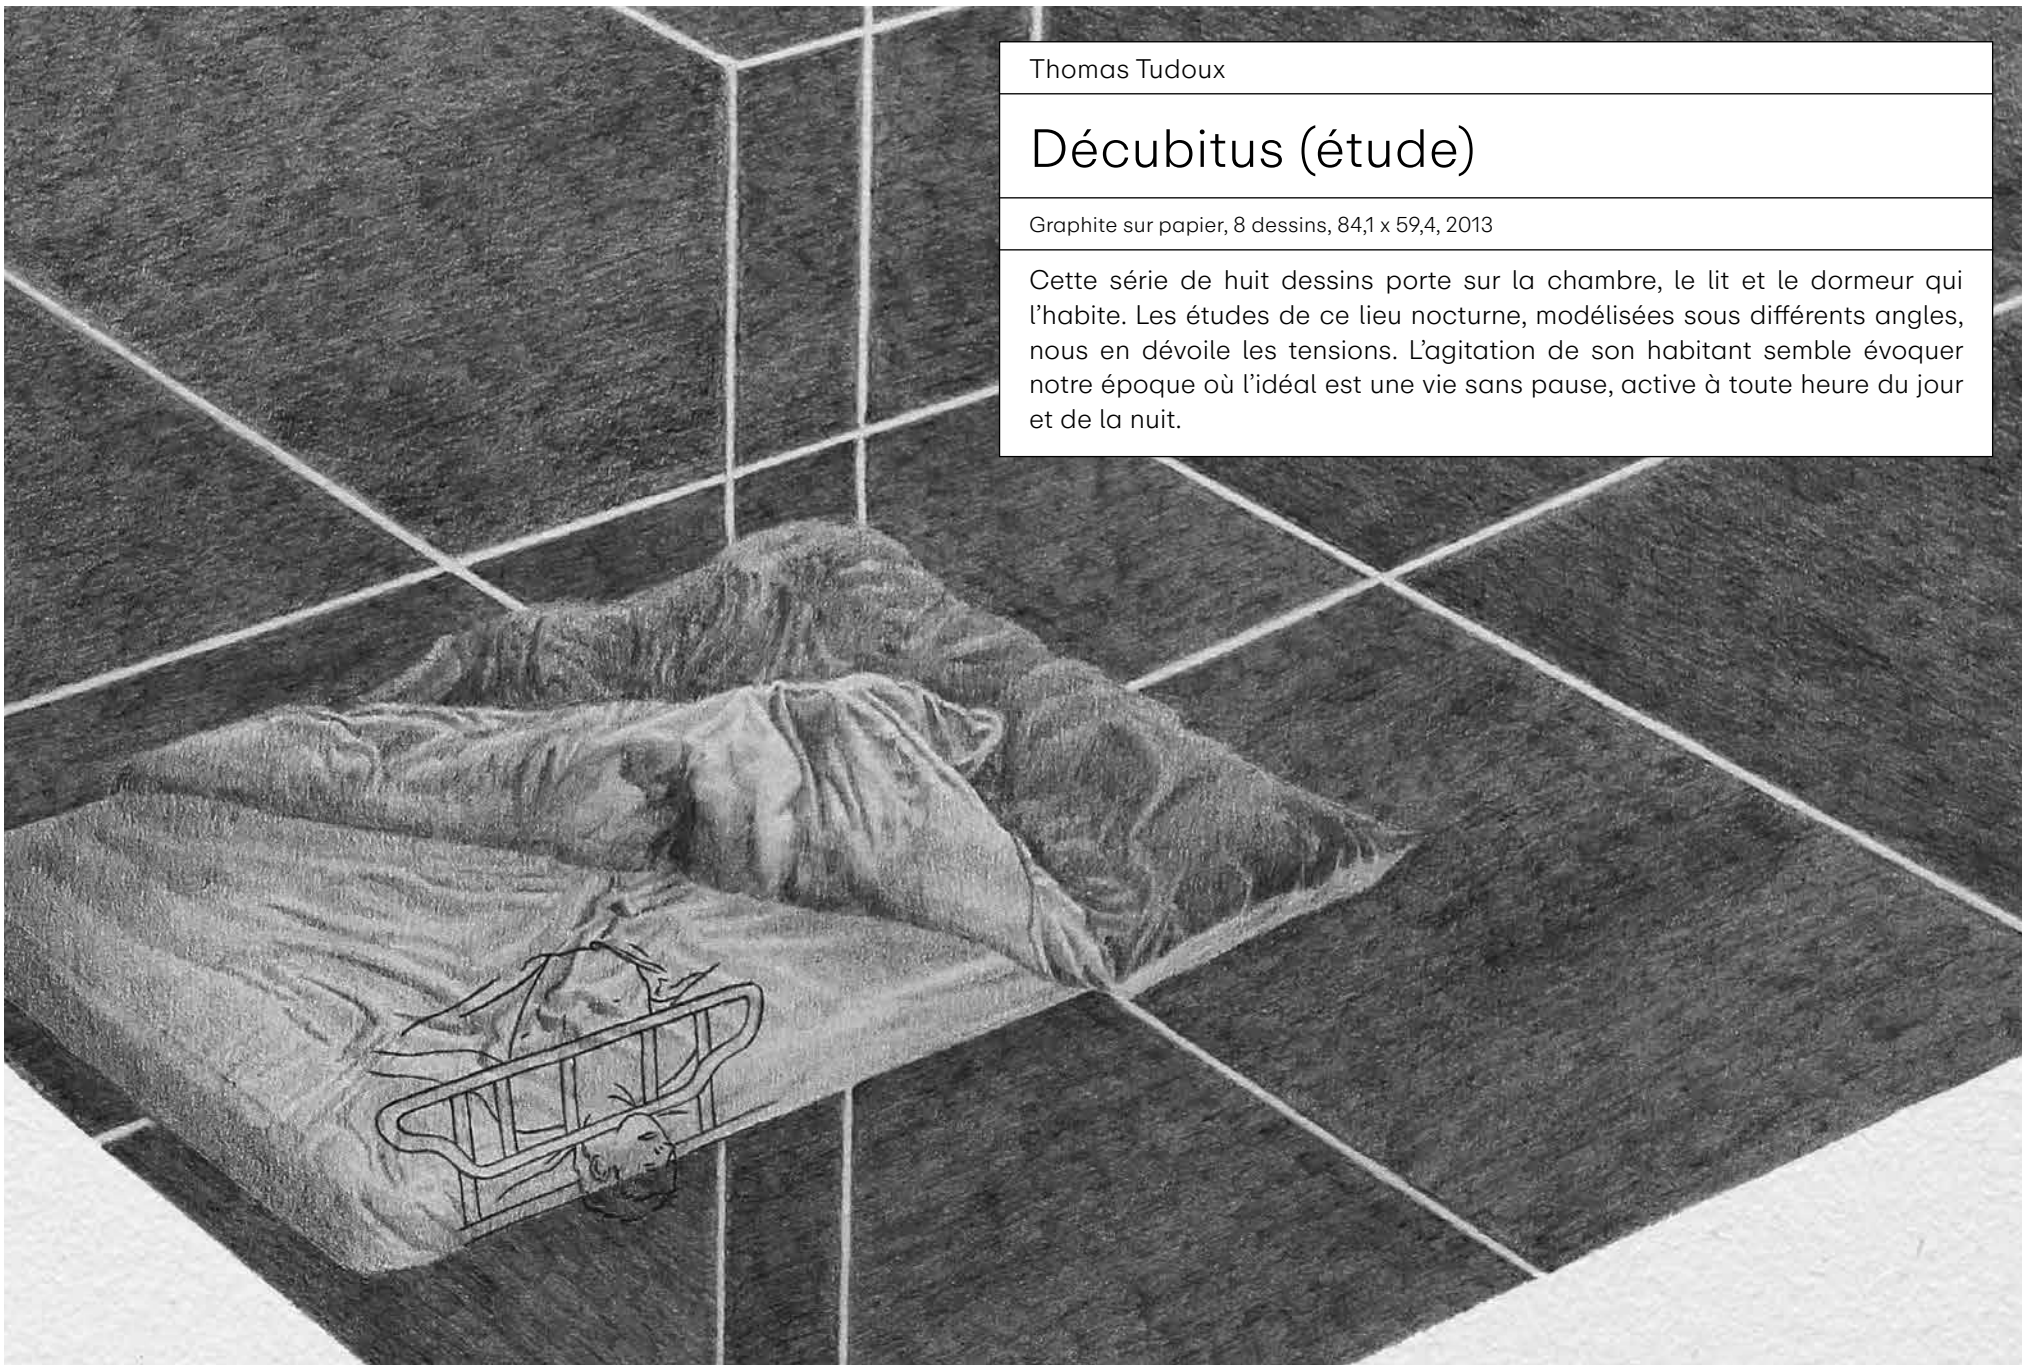 Thomas Tudoux
Décubitus (étude)
Graphite sur papier, 8 dessins, 84,1 x 59,4, 2013
Cette série de huit dessins porte sur la chambre, le lit et le dormeur qui
l'habite. Les études de ce lieu nocturne, modélisées sous différents angles,
nous en dévoile les tensions. L'agitation de son habitant semble évoquer
notre époque où l'idéal est une vie sans pause, active à toute heure du jour
et de la nuit.